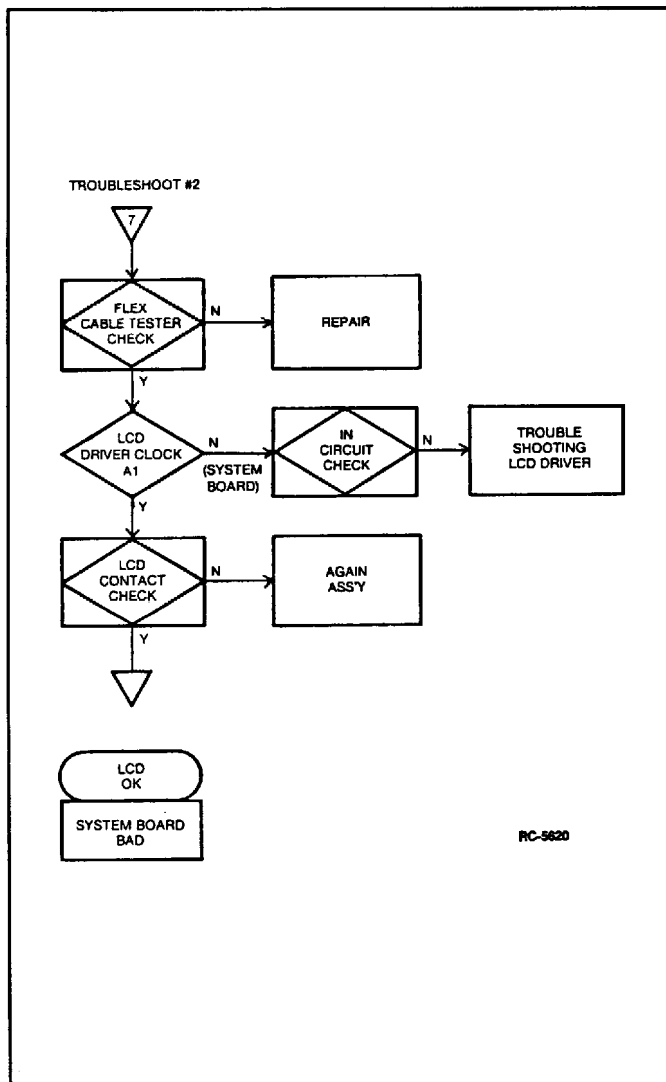 TROUBLESHOOT #2
7
FLEX
CABLE TESTER
CHECK
N
REPAIR
Y
LCD
DRIVER CLOCK
A1
N
(SYSTEM
BOARD)
IN
CIRCUIT
CHECK
N
TROUBLE
SHOOTING
LCD DRIVER
Y
LCD
CONTACT
CHECK
N
AGAIN
ASS'Y
Y
LCD
OK
SYSTEM BOARD
BAD
RC-5620